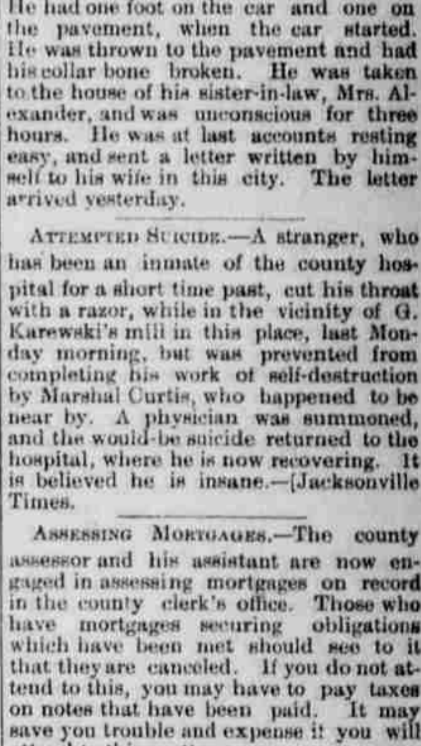 He had one foot on the car and one on
the pavement, when the car started.
He was thrown to the pavement and had
his collar bone broken. He was taken
to the house of his sister-in-law, Mrs. Al-
exander, and was unconscious for three
hours. He was at last accounts resting
easy, and sent a letter written by him-
self to his wife in this city. The letter
arrived yesterday.
ATTEMPTED SUICIDE.—A stranger, who
has been an inmate of the county hos-
pital for a short time past, cut his throat
with a razor, while in the vicinity of G.
Karewski's mill in this place, last Mon-
day morning, but was prevented from
completing his work of self-destruction
by Marshal Curtis, who happened to be
near by. A physician was summoned,
and the would-be suicide returned to the
hospital, where he is now recovering. It
is believed he is insane.—[Jacksonville
Times.
ASSESSING MORTGAGES.—The county
assessor and his assistant are now en-
gaged in assessing mortgages on record
in the county clerk's office. Those who
have mortgages securing obligations
which have been met should see to it
that they are canceled. If you do not at-
tend to this, you may have to pay taxes
on notes that have been paid. It may
save you trouble and expense if you will